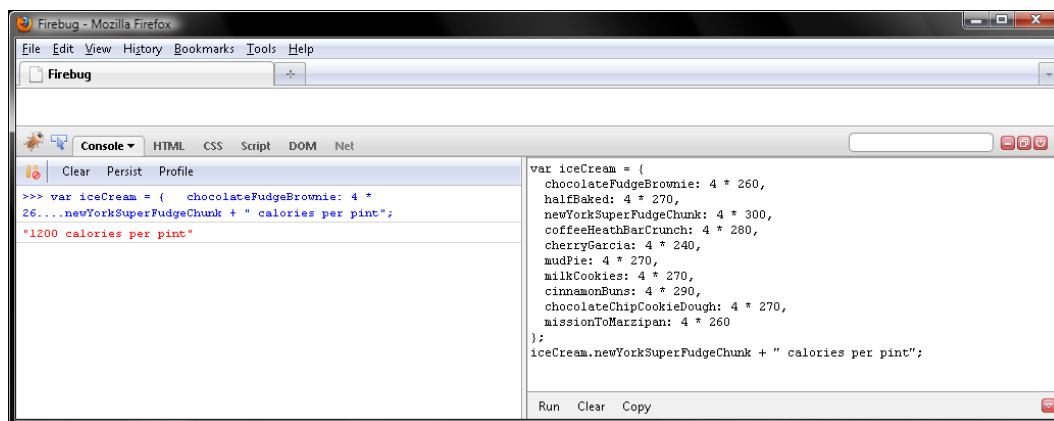 Firebug - Mozilla Firefox
File Edit View History Bookmarks Tools Help
Firebug
Console HTML CSS Script DOM Net
Clear Persist Profile
>>> var iceCream = {   chocolateFudgeBrownie: 4 *
26....newYorkSuperFudgeChunk + " calories per pint";
"1200 calories per pint"
var iceCream = {
  chocolateFudgeBrownie: 4 * 260,
  halfBaked: 4 * 270,
  newYorkSuperFudgeChunk: 4 * 300,
  coffeeHeathBarCrunch: 4 * 280,
  cherryGarcia: 4 * 240,
  mudPie: 4 * 270,
  milkCookies: 4 * 270,
  cinnamonBuns: 4 * 290,
  chocolateChipCookieDough: 4 * 270,
  missionToMarzipan: 4 * 260
};
iceCream.newYorkSuperFudgeChunk + " calories per pint";
Run Clear Copy